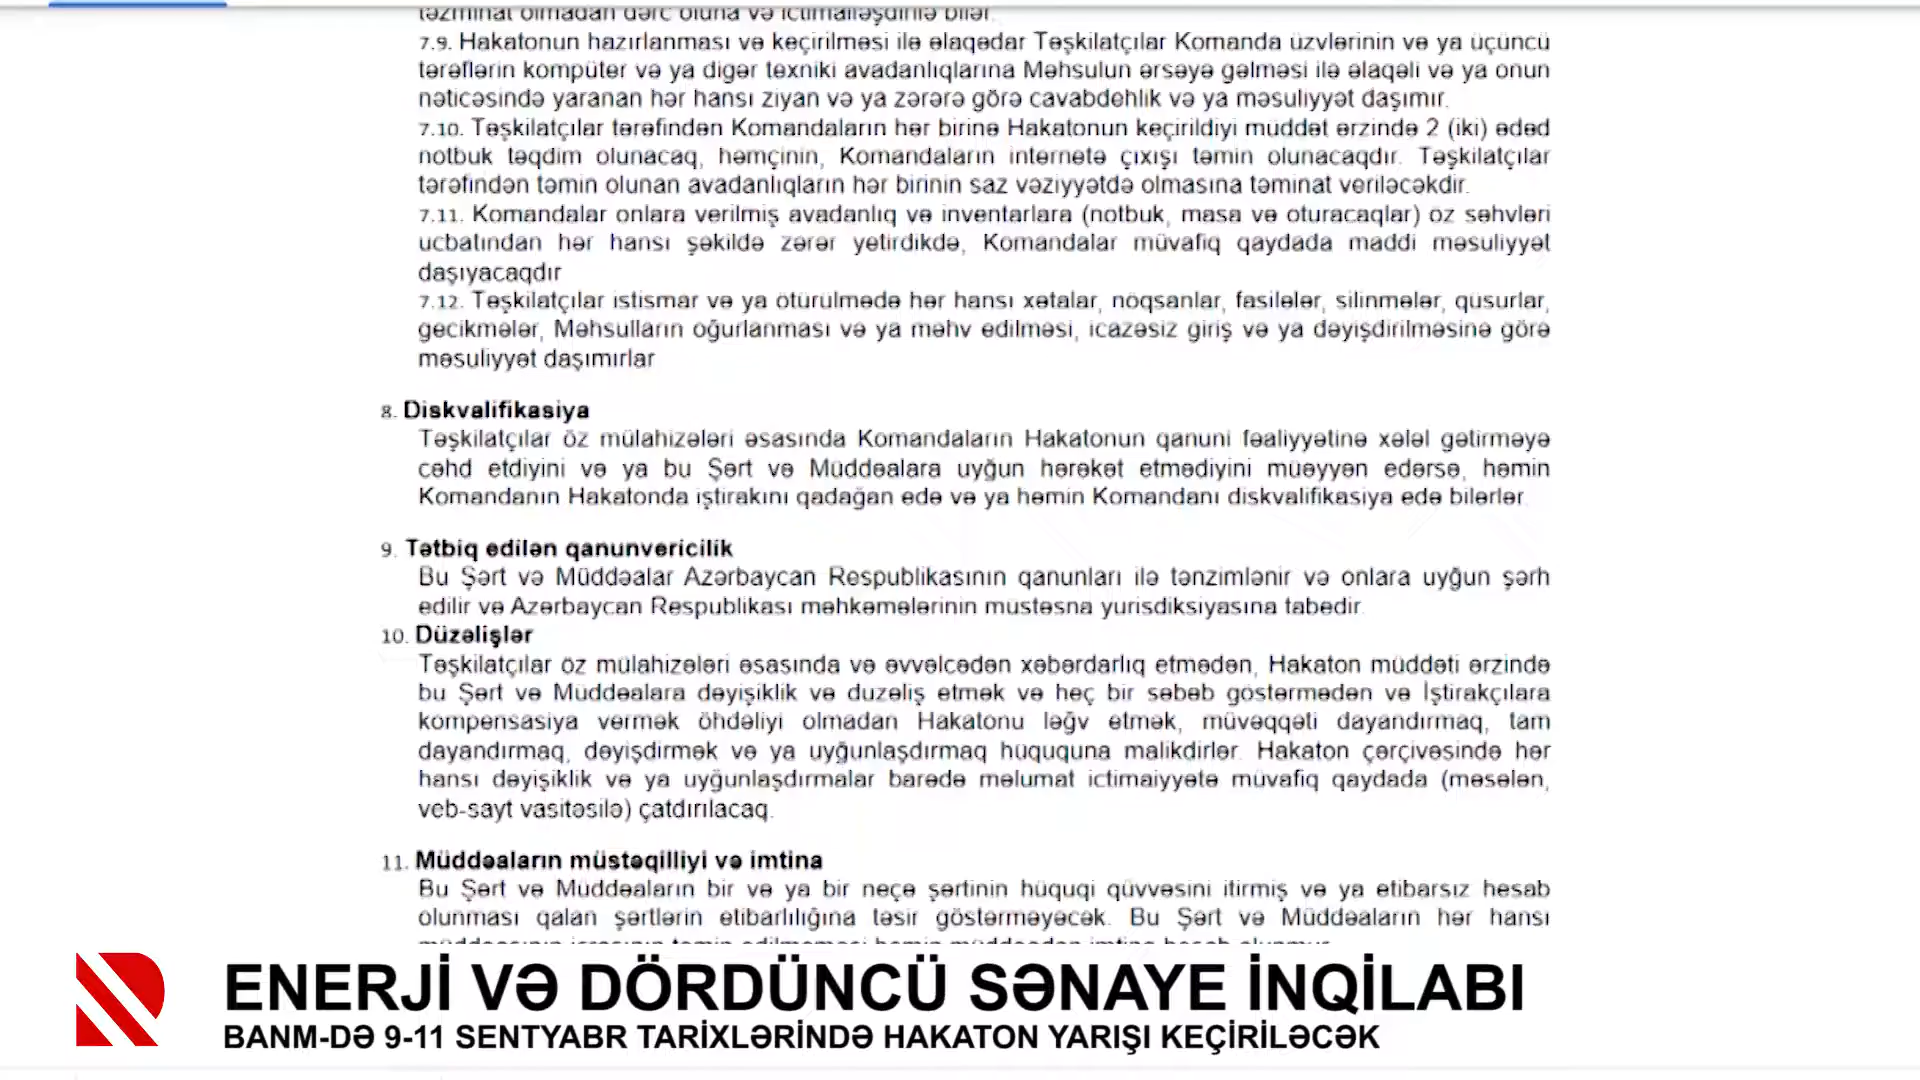 təzminat olmadan dərc oluna və ictimailəşdirilə bilər.
7.9. Hakatonun hazırlanması və keçirilməsi ilə əlaqədar Təşkilatçılar Komanda üzvlərinin və ya üçüncü
tərəflərin kompüter və ya digər texniki avadanlıqlarına Məhsulun ərsəyə gəlməsi ilə əlaqəli və ya onun
nəticəsində yaranan hər hansı ziyan və ya zərərə görə cavabdehlik və ya məsuliyyət daşımır.
7.10. Təşkilatçılar tərəfindən Komandaların hər birinə Hakatonun keçirildiyi müddət ərzində 2 (iki) ədəd
notbuk təqdim olunacaq, həmçinin, Komandaların internetə çıxışı təmin olunacaqdır. Təşkilatçılar
tərəfindən təmin olunan avadanlıqların hər birinin saz vəziyyətdə olmasına təminat veriləcəkdir.
7.11. Komandalar onlara verilmiş avadanlıq və inventarlara (notbuk, masa və oturacaqlar) öz səhvləri
ucbatından hər hansı şəkildə zərər yetirdikdə, Komandalar müvafiq qaydada maddi məsuliyyət
daşıyacaqdır
7.12. Təşkilatçılar istismar və ya ötürülmədə hər hansı xətalar, nöqsanlar, fasilələr, silinmələr, qüsurlar,
gecikmələr, Məhsulların oğurlanması və ya məhv edilməsi, icazəsiz giriş və ya dəyişdirilməsinə görə
məsuliyyət daşımırlar
8. Diskvalifikasiya
Təşkilatçılar öz mülahizələri əsasında Komandaların Hakatonun qanuni fəaliyyətinə xələl gətirməyə
cəhd etdiyini və ya bu Şərt və Müddəalara uyğun hərəkət etmədiyini müəyyən edərsə, həmin
Komandanın Hakatonda iştirakını qadağan edə və ya həmin Komandanı diskvalifikasiya edə bilərlər.
9. Tətbiq edilən qanunvericilik
Bu Şərt və Müddəalar Azərbaycan Respublikasının qanunları ilə tənzimlənir və onlara uyğun şərh
edilir və Azərbaycan Respublikası məhkəmələrinin müstəsna yurisdiksiyasına tabedir.
10. Düzəlişlər
Təşkilatçılar öz mülahizələri əsasında və əvvəlcədən xəbərdarlıq etmədən, Hakaton müddəti ərzində
bu Şərt və Müddəalara dəyişiklik və düzəliş etmək və heç bir səbəb göstərmədən və İştirakçılara
kompensasiya vermək öhdəliyi olmadan Hakatonu ləğv etmək, müvəqqəti dayandırmaq, tam
dayandırmaq, dəyişdirmək və ya uyğunlaşdırmaq hüququna malikdirlər. Hakaton çərçivəsində hər
hansı dəyişiklik və ya uyğunlaşdırmalar barədə məlumat ictimaiyyətə müvafiq qaydada (məsələn,
veb-sayt vasitəsilə) çatdırılacaq.
11. Müddəaların müstəqilliyi və imtina
Bu Şərt və Müddəaların bir və ya bir neçə şərtinin hüquqi qüvvəsini itirmiş və ya etibarsız hesab
olunması qalan şərtlərin etibarlılığına təsir göstərməyəcək. Bu Şərt və Müddəaların hər hansı
müddəasının icrasının təmin edilməməsi həmin müddəadan imtina hesab olunmur.
ENERJİ VƏ DÖRDÜNCÜ SƏNAYE İNQİLABI
BANM-DƏ 9-11 SENTYABR TARİXLƏRİNDƏ HAKATON YARIŞI KEÇİRİLƏCƏK